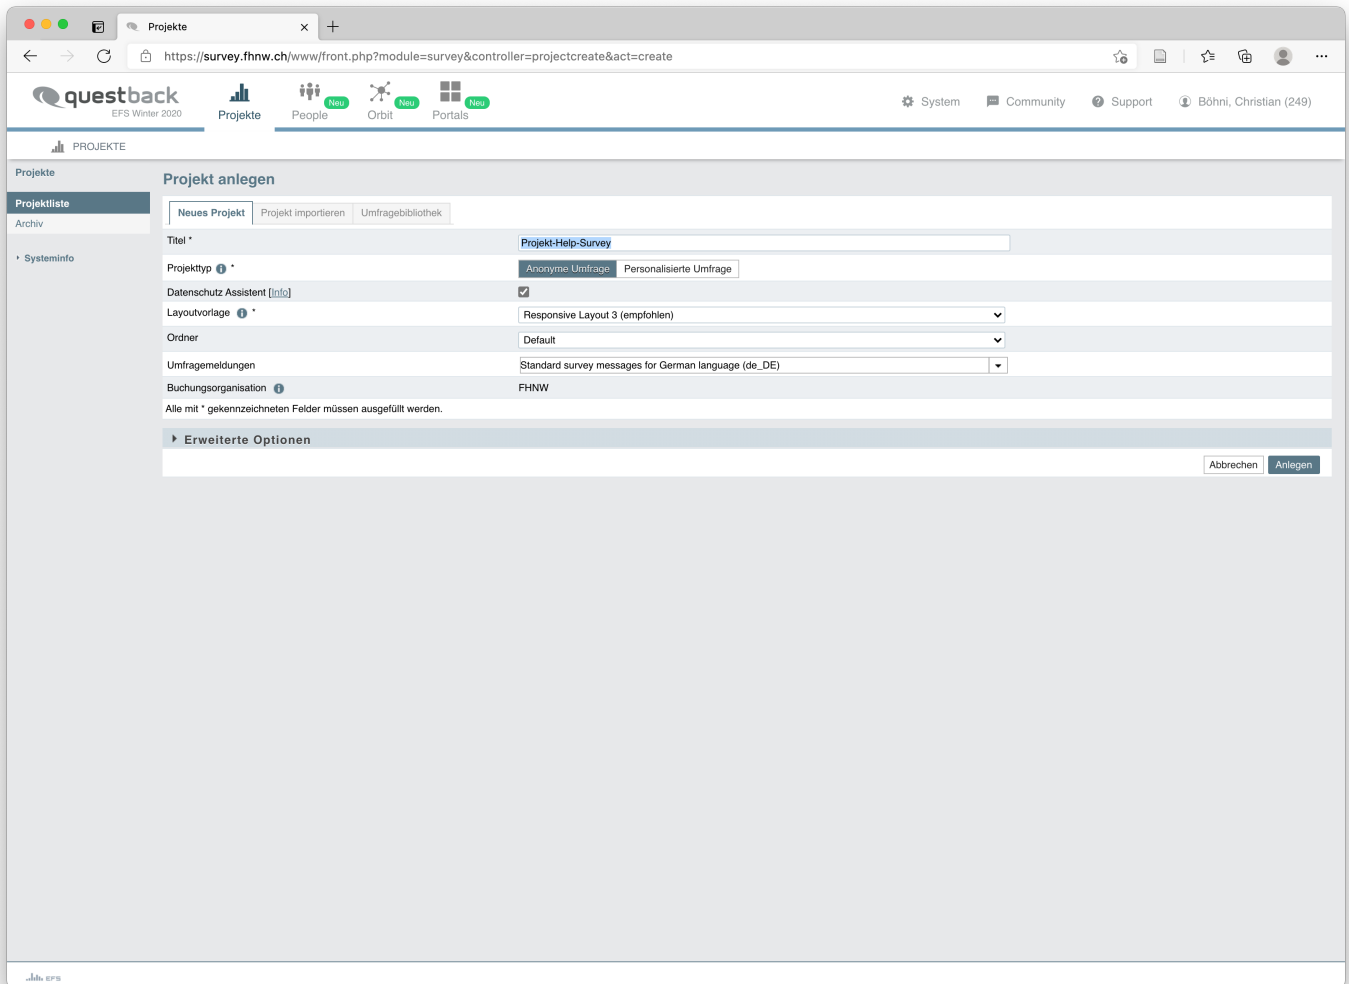 Projekte
https://survey.fhnw.ch/www/front.php?module=survey&controller=projectcreate&act=create
questback
EFS Winter 2020
Projekte
People Neu
Orbit Neu
Portals Neu
System
Community
Support
Böhni, Christian (249)
PROJEKTE
Projekte
Projektliste
Archiv
Systeminfo
Projekt anlegen
Neues Projekt Projekt importieren Umfragebibliothek
Titel * Projekt-Help-Survey
Projekttyp * Anonyme Umfrage Personalisierte Umfrage
Datenschutz Assistent [Info]
Layoutvorlage * Responsive Layout 3 (empfohlen)
Ordner Default
Umfragemeldungen Standard survey messages for German language (de_DE)
Buchungsorganisation FHNW
Alle mit * gekennzeichneten Felder müssen ausgefüllt werden.
Erweiterte Optionen
Abbrechen Anlegen
EFS